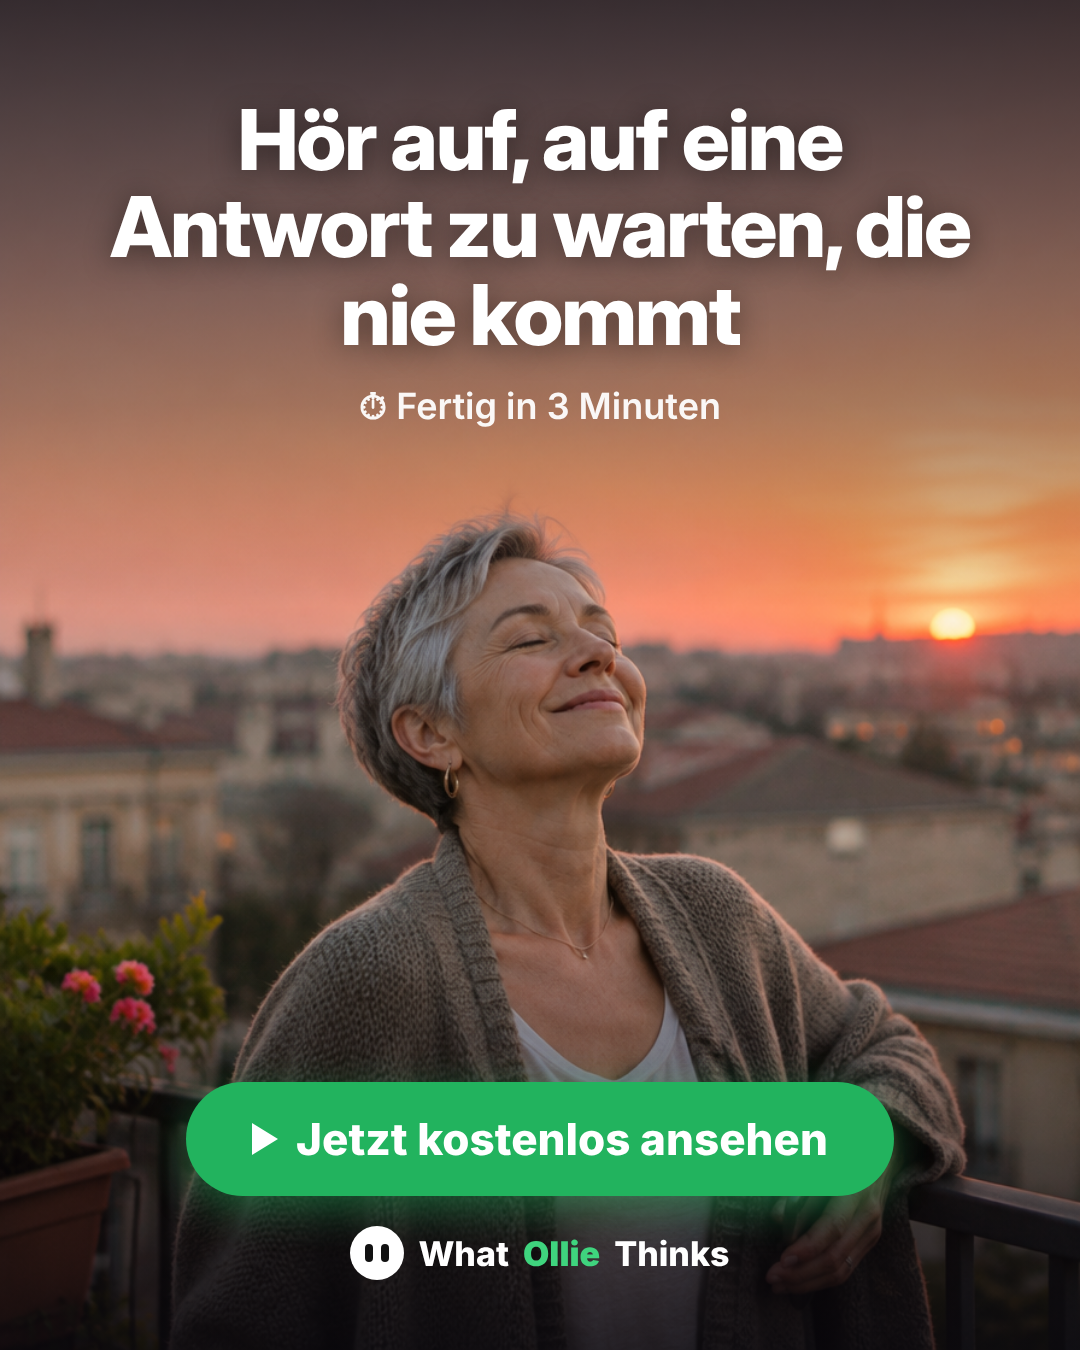 Hör auf, auf eine
Antwort zu warten, die
nie kommt
⏱ Fertig in 3 Minuten
▶ Jetzt kostenlos ansehen
What Ollie Thinks